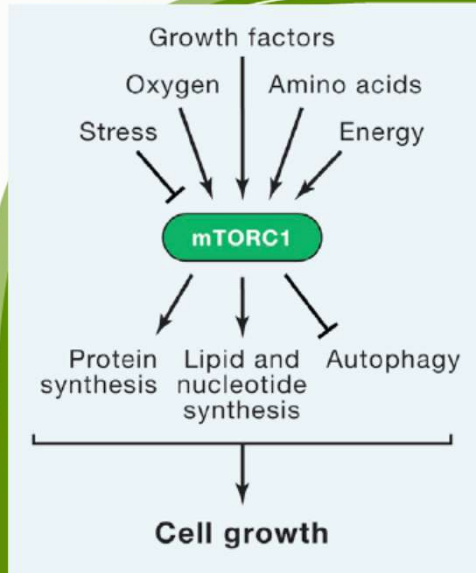 Growth factors
Oxygen Amino acids
Stress Energy
mTORC1
Protein synthesis
Lipid and nucleotide synthesis
Autophagy
Cell growth